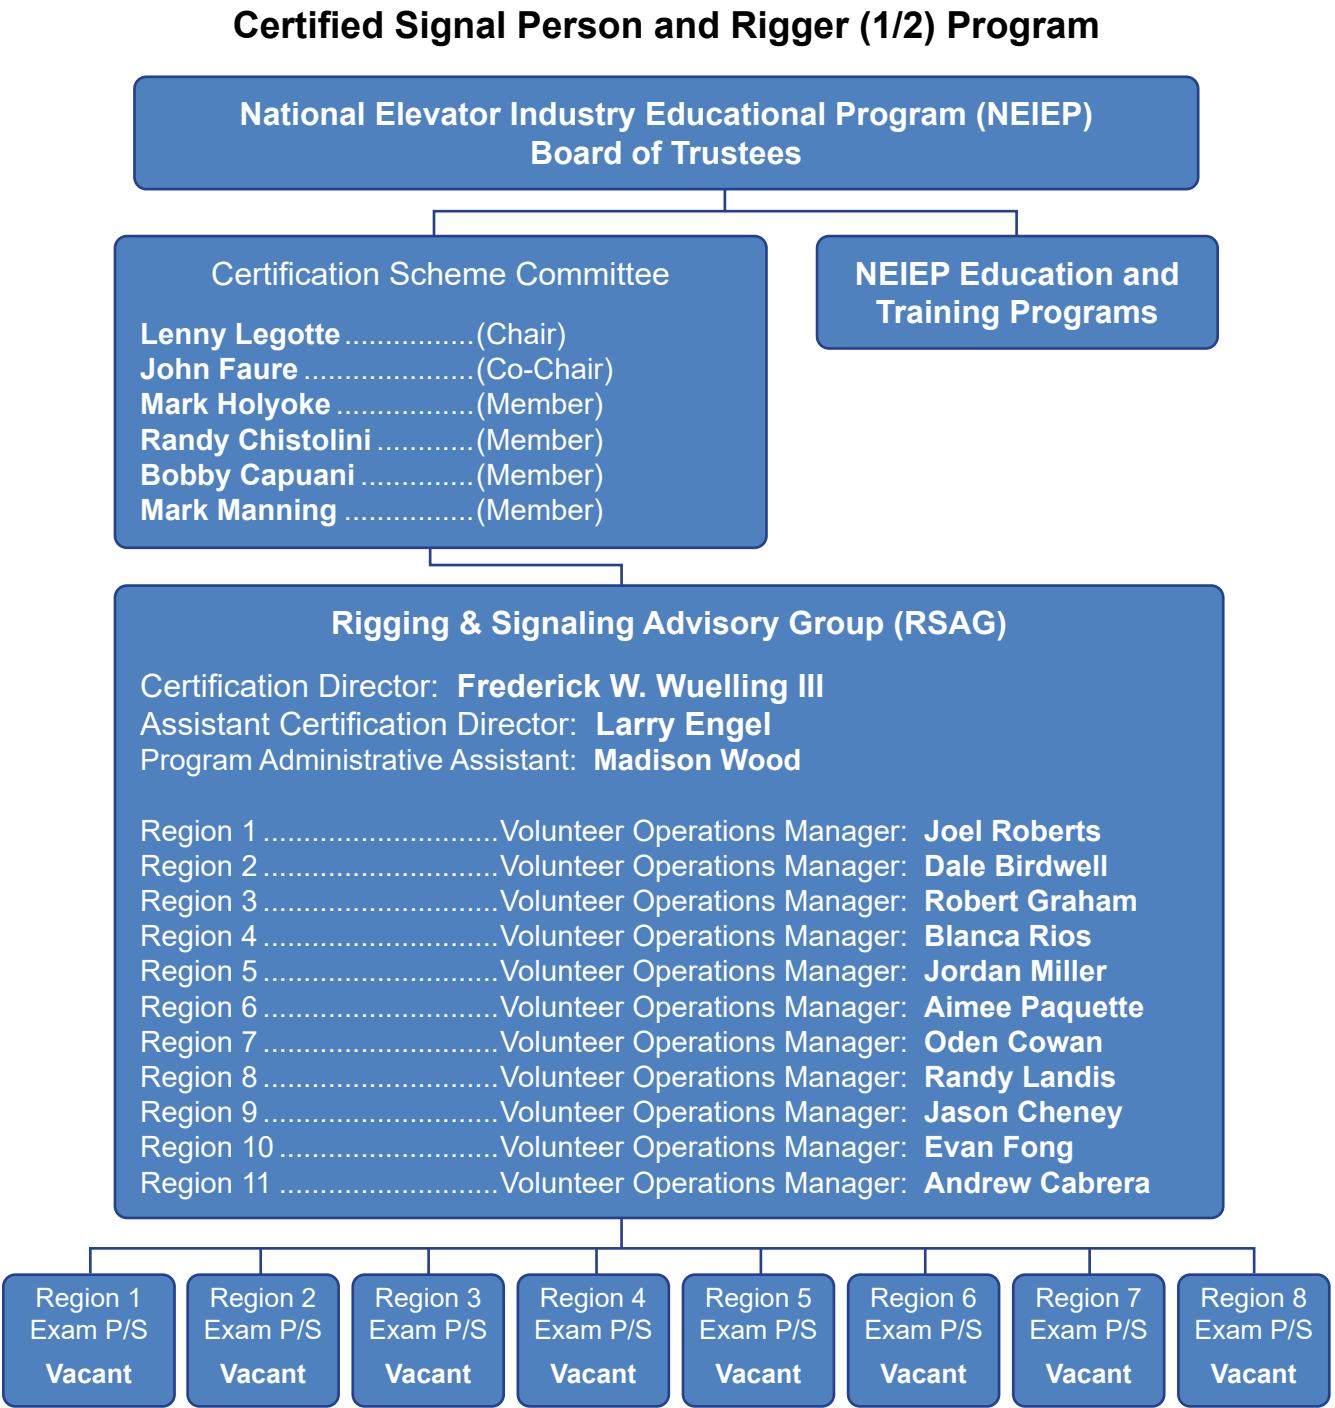 Certified Signal Person and Rigger (1/2) Program
National Elevator Industry Educational Program (NEIEP)
Board of Trustees
Certification Scheme Committee
Lenny Legotte................(Chair)
John Faure.....................(Co-Chair)
Mark Holyoke.................(Member)
Randy Chistolini............(Member)
Bobby Capuani..............(Member)
Mark Manning................(Member)
NEIEP Education and
Training Programs
Rigging & Signaling Advisory Group (RSAG)
Certification Director: Frederick W. Wuelling III
Assistant Certification Director: Larry Engel
Program Administrative Assistant: Madison Wood
Region 1.............................Volunteer Operations Manager: Joel Roberts
Region 2.............................Volunteer Operations Manager: Dale Birdwell
Region 3.............................Volunteer Operations Manager: Robert Graham
Region 4.............................Volunteer Operations Manager: Blanca Rios
Region 5.............................Volunteer Operations Manager: Jordan Miller
Region 6.............................Volunteer Operations Manager: Aimee Paquette
Region 7.............................Volunteer Operations Manager: Oden Cowan
Region 8.............................Volunteer Operations Manager: Randy Landis
Region 9.............................Volunteer Operations Manager: Jason Cheney
Region 10...........................Volunteer Operations Manager: Evan Fong
Region 11...........................Volunteer Operations Manager: Andrew Cabrera
Region 1
Exam P/S
Vacant
Region 2
Exam P/S
Vacant
Region 3
Exam P/S
Vacant
Region 4
Exam P/S
Vacant
Region 5
Exam P/S
Vacant
Region 6
Exam P/S
Vacant
Region 7
Exam P/S
Vacant
Region 8
Exam P/S
Vacant